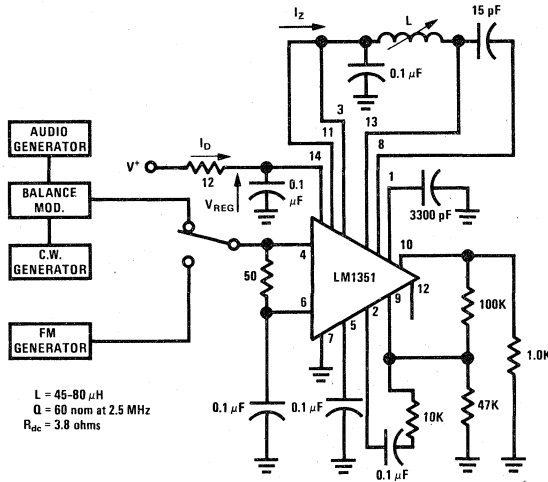 I_Z
L
15 pF
0.1 μF
3
13
11
8
AUDIO
GENERATOR
V⁺
I_D
12
14
1
0.1
μF
V_REG
3300 pF
BALANCE
MOD.
C.W.
GENERATOR
4
LM1351
10
12
50
6
9
2
100K
7
5
1.0K
FM
GENERATOR
L = 45-80 μH
Q = 60 nom at 2.5 MHz
R_dc = 3.8 ohms
0.1 μF
0.1 μF
10K
47K
0.1 μF